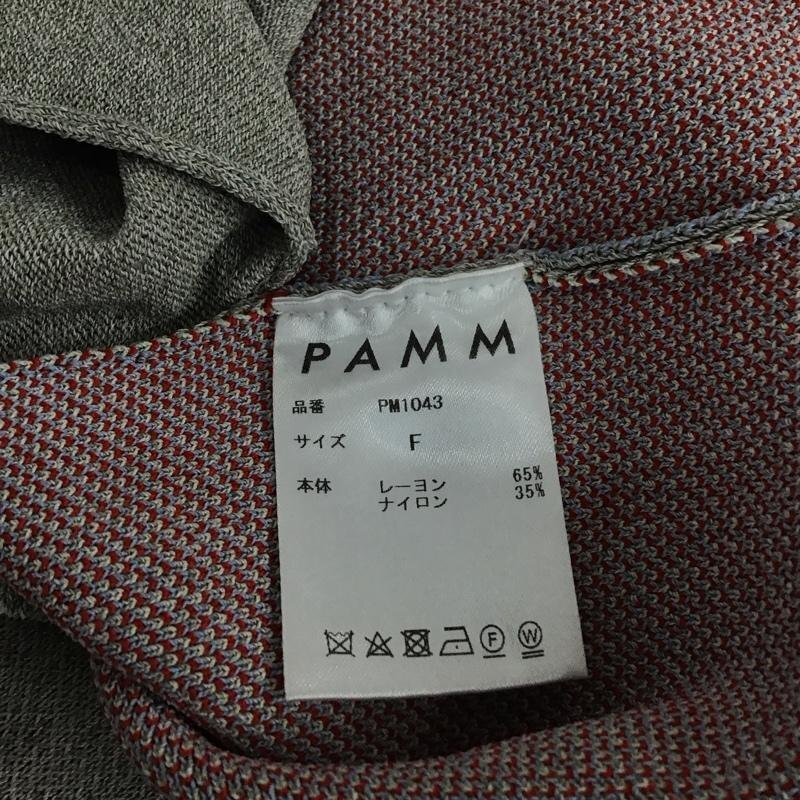 PAMM
品番 PM1043
サイズ F
本体 レーヨン 65%
ナイロン 35%
F W